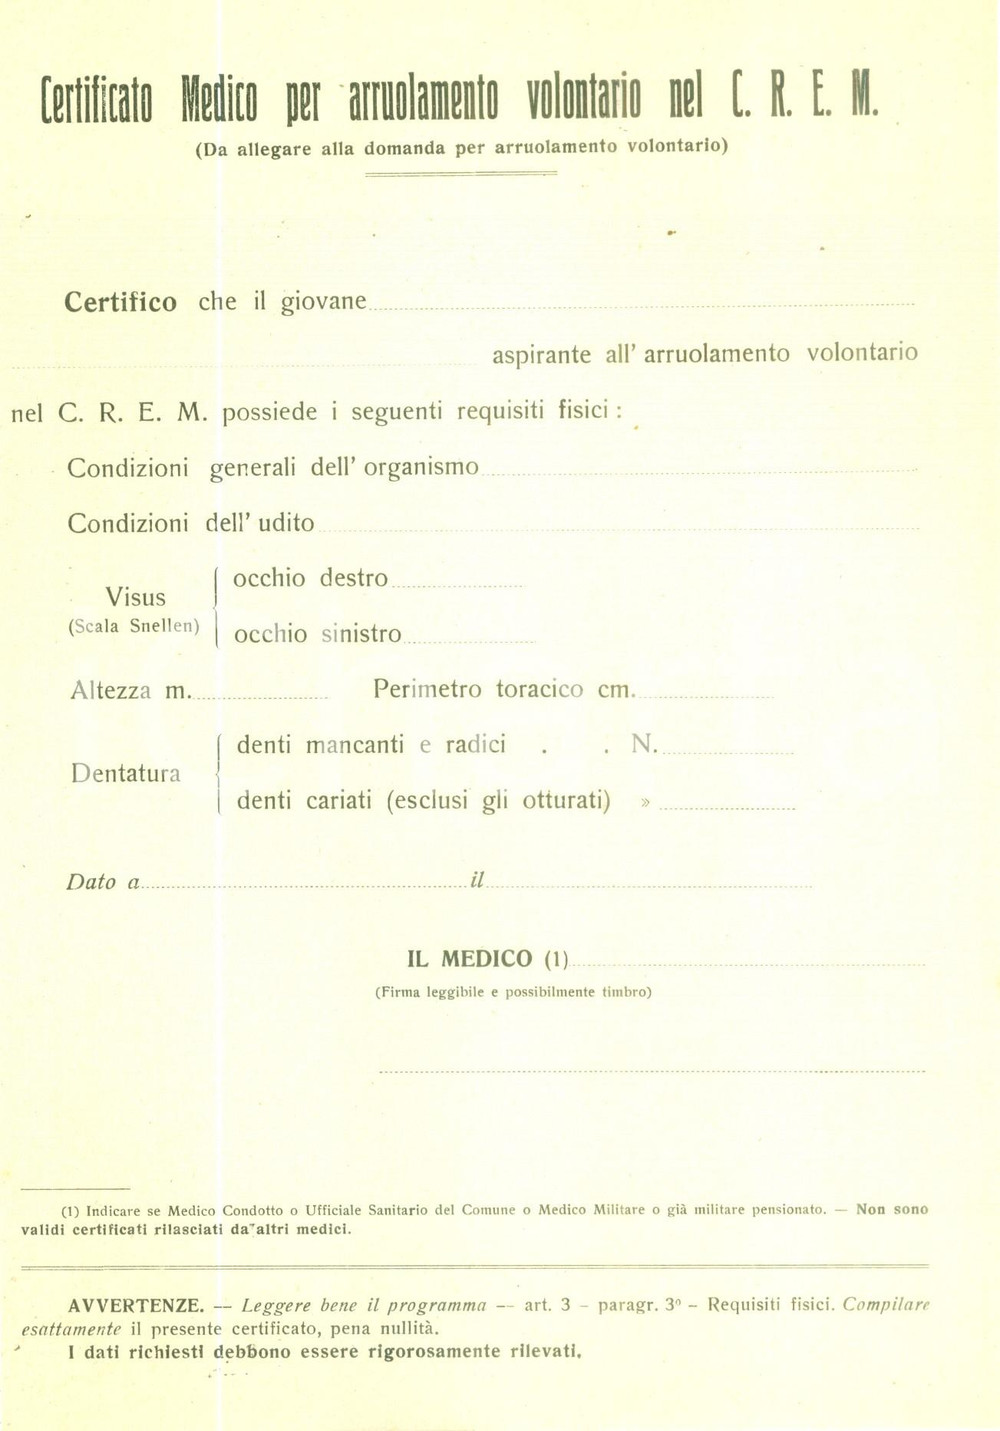 Certificato Medico per arruolamento volontario nel C. R. E. M.
(Da allegare alla domanda per arruolamento volontario)
Certifico che il giovane
aspirante all' arruolamento volontario
nel C. R. E. M. possiede i seguenti requisiti fisici :
Condizioni generali dell' organismo
Condizioni dell' udito
Visus
(Scala Snellen)
occhio destro
occhio sinistro
Altezza m. Perimetro toracico cm.
Dentatura
denti mancanti e radici . . N.
denti cariati (esclusi gli otturati) »
Dato a il
IL MEDICO (1)
(Firma leggibile e possibilmente timbro)
(1) Indicare se Medico Condotto o Ufficiale Sanitario del Comune o Medico Militare o già militare pensionato. — Non sono
validi certificati rilasciati da altri medici.
AVVERTENZE. — Leggere bene il programma — art. 3 - paragr. 3º - Requisiti fisici. Compilare
esattamente il presente certificato, pena nullità.
I dati richiesti debbono essere rigorosamente rilevati.